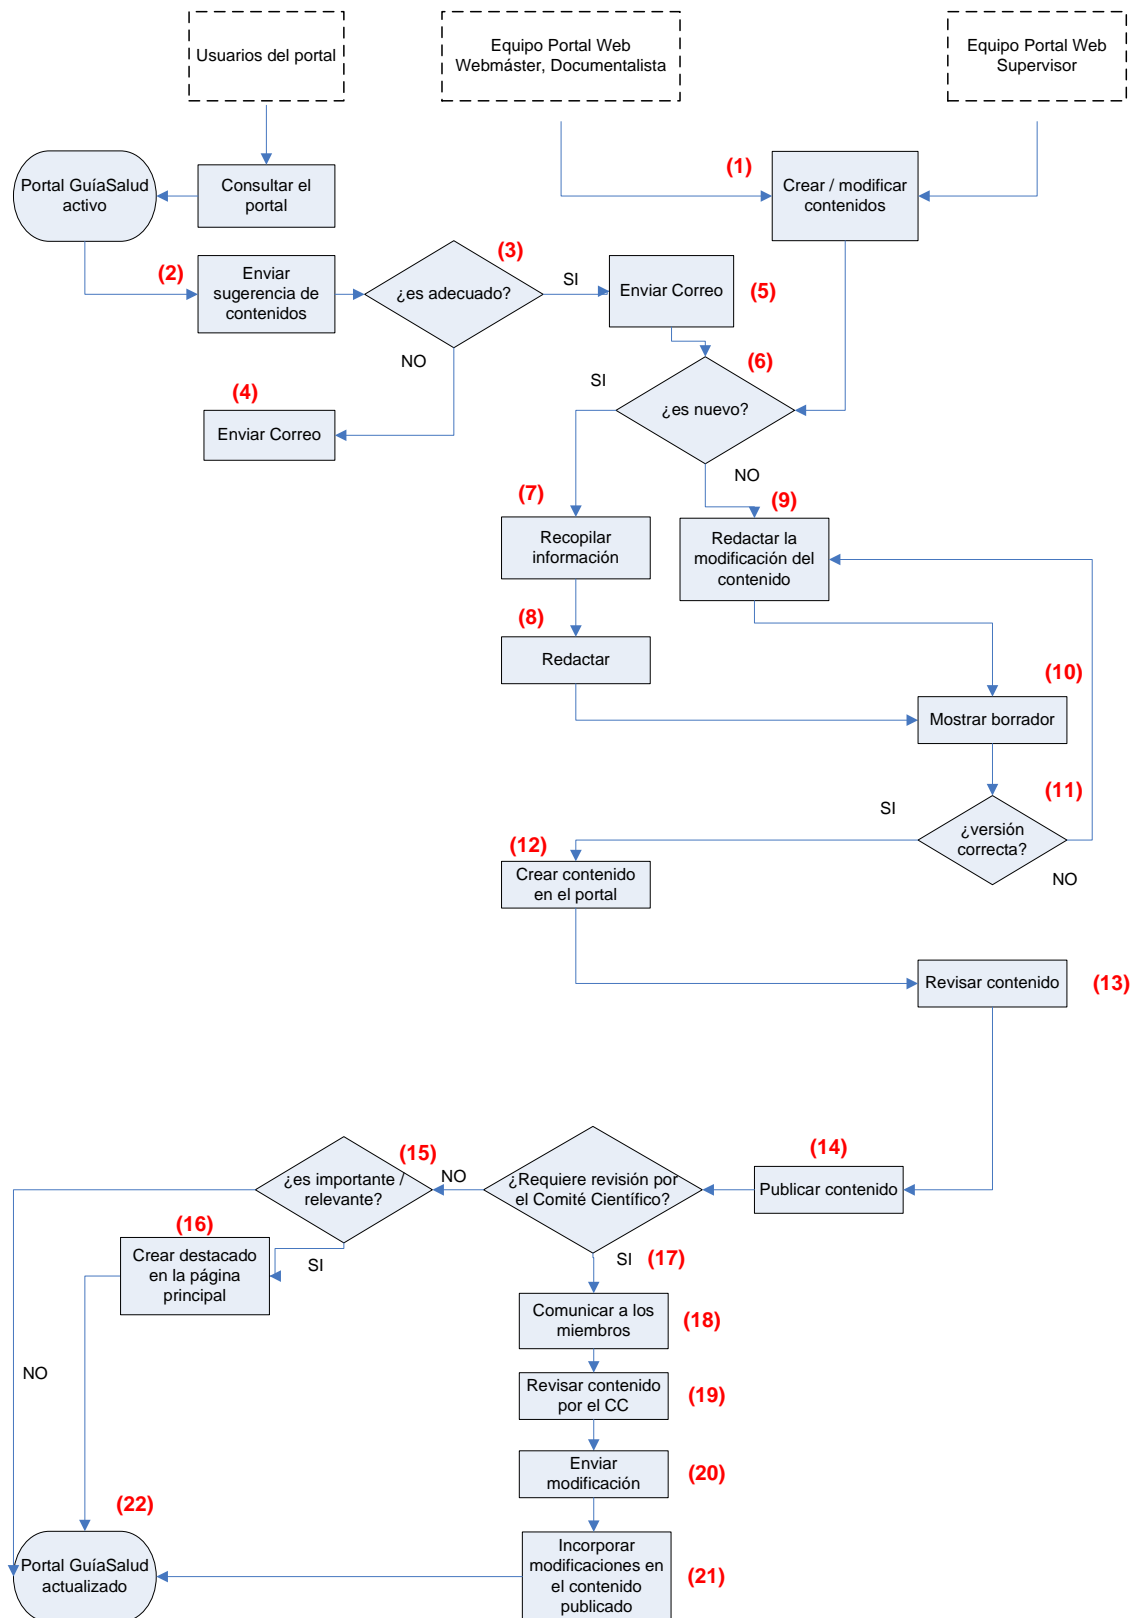 Usuarios del portal
Equipo Portal Web
Webmáster, Documentalista
Equipo Portal Web
Supervisor
Portal GuíaSalud
activo
Consultar el
portal
(1)
Crear / modificar
contenidos
(2)
Enviar
sugerencia de
contenidos
(3)
¿es adecuado?
SI
Enviar Correo
(5)
NO
(4)
Enviar Correo
(6)
SI
¿es nuevo?
NO
(7)
Recopilar
información
(9)
Redactar la
modificación del
contenido
(8)
Redactar
(10)
Mostrar borrador
(11)
SI
¿versión
correcta?
NO
(12)
Crear contenido
en el portal
Revisar contenido
(13)
(14)
Publicar contenido
¿Requiere revisión por
el Comité Científico?
NO
(15)
¿es importante /
relevante?
(16)
Crear destacado
en la página
principal
SI
SI
(17)
Comunicar a los
miembros
(18)
NO
Revisar contenido
por el CC
(19)
Enviar
modificación
(20)
(22)
Portal GuíaSalud
actualizado
Incorporar
modificaciones en
el contenido
publicado
(21)